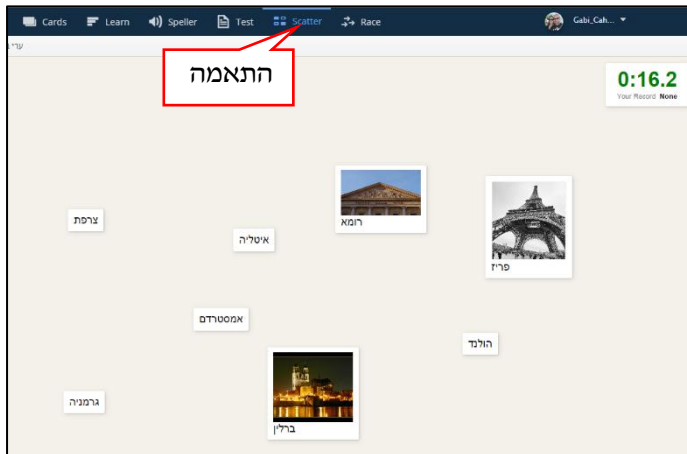 Cards Learn Speller Test Scatter Race Gabi_Cah...
ערי
התאמה
0:16.2
Your Record None
צרפת
איטליה
רומא
פריז
אמסטרדם
הולנד
גרמניה
ברלין